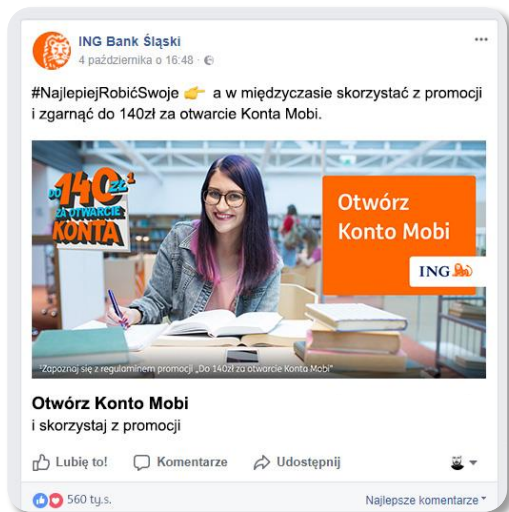 ING Bank Śląski
4 października o 16:48 ·
#NajlepiejRobićSwoje 👉 a w międzyczasie skorzystać z promocji
i zgarnąć do 140zł za otwarcie Konta Mobi.
DO 140 ZŁ¹
ZA OTWARCIE
KONTA
Otwórz
Konto Mobi
ING
¹Zapoznaj się z regulaminem promocji „Do 140zł za otwarcie Konta Mobi"
Otwórz Konto Mobi
i skorzystaj z promocji
Lubię to! Komentarze Udostępnij
560 tys. Najlepsze komentarze